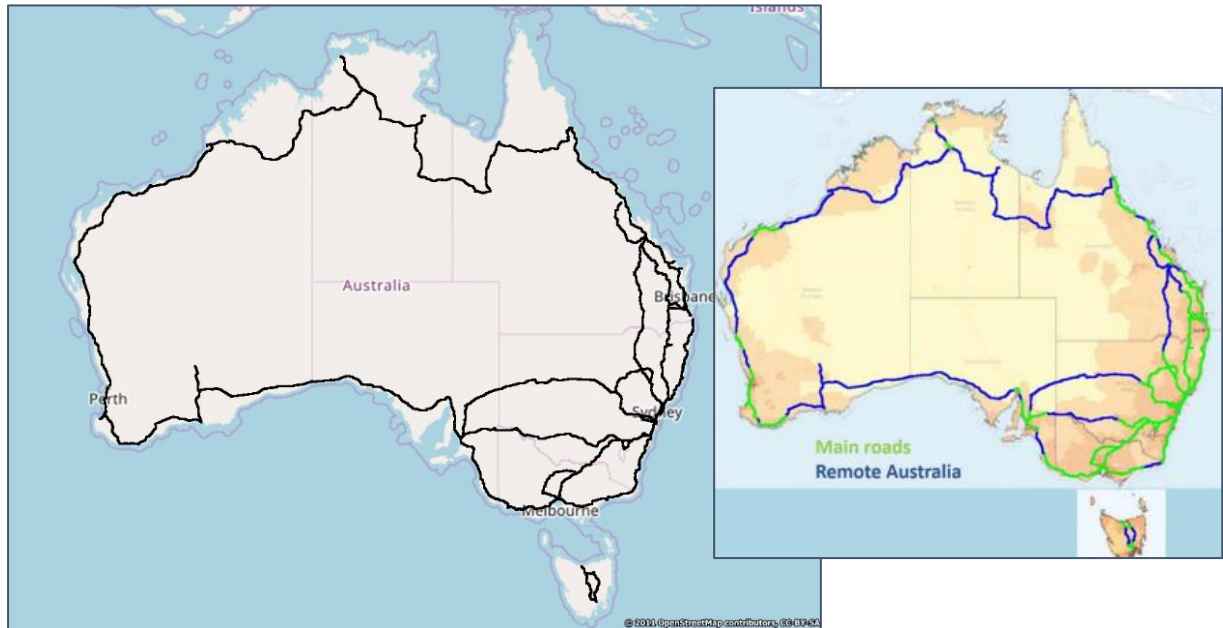 Islands
Australia
Brisbane
Perth
Sydney
Melbourne
© 2011 OpenStreetMap contributors, CC-BY-SA
Main roads
Remote Australia